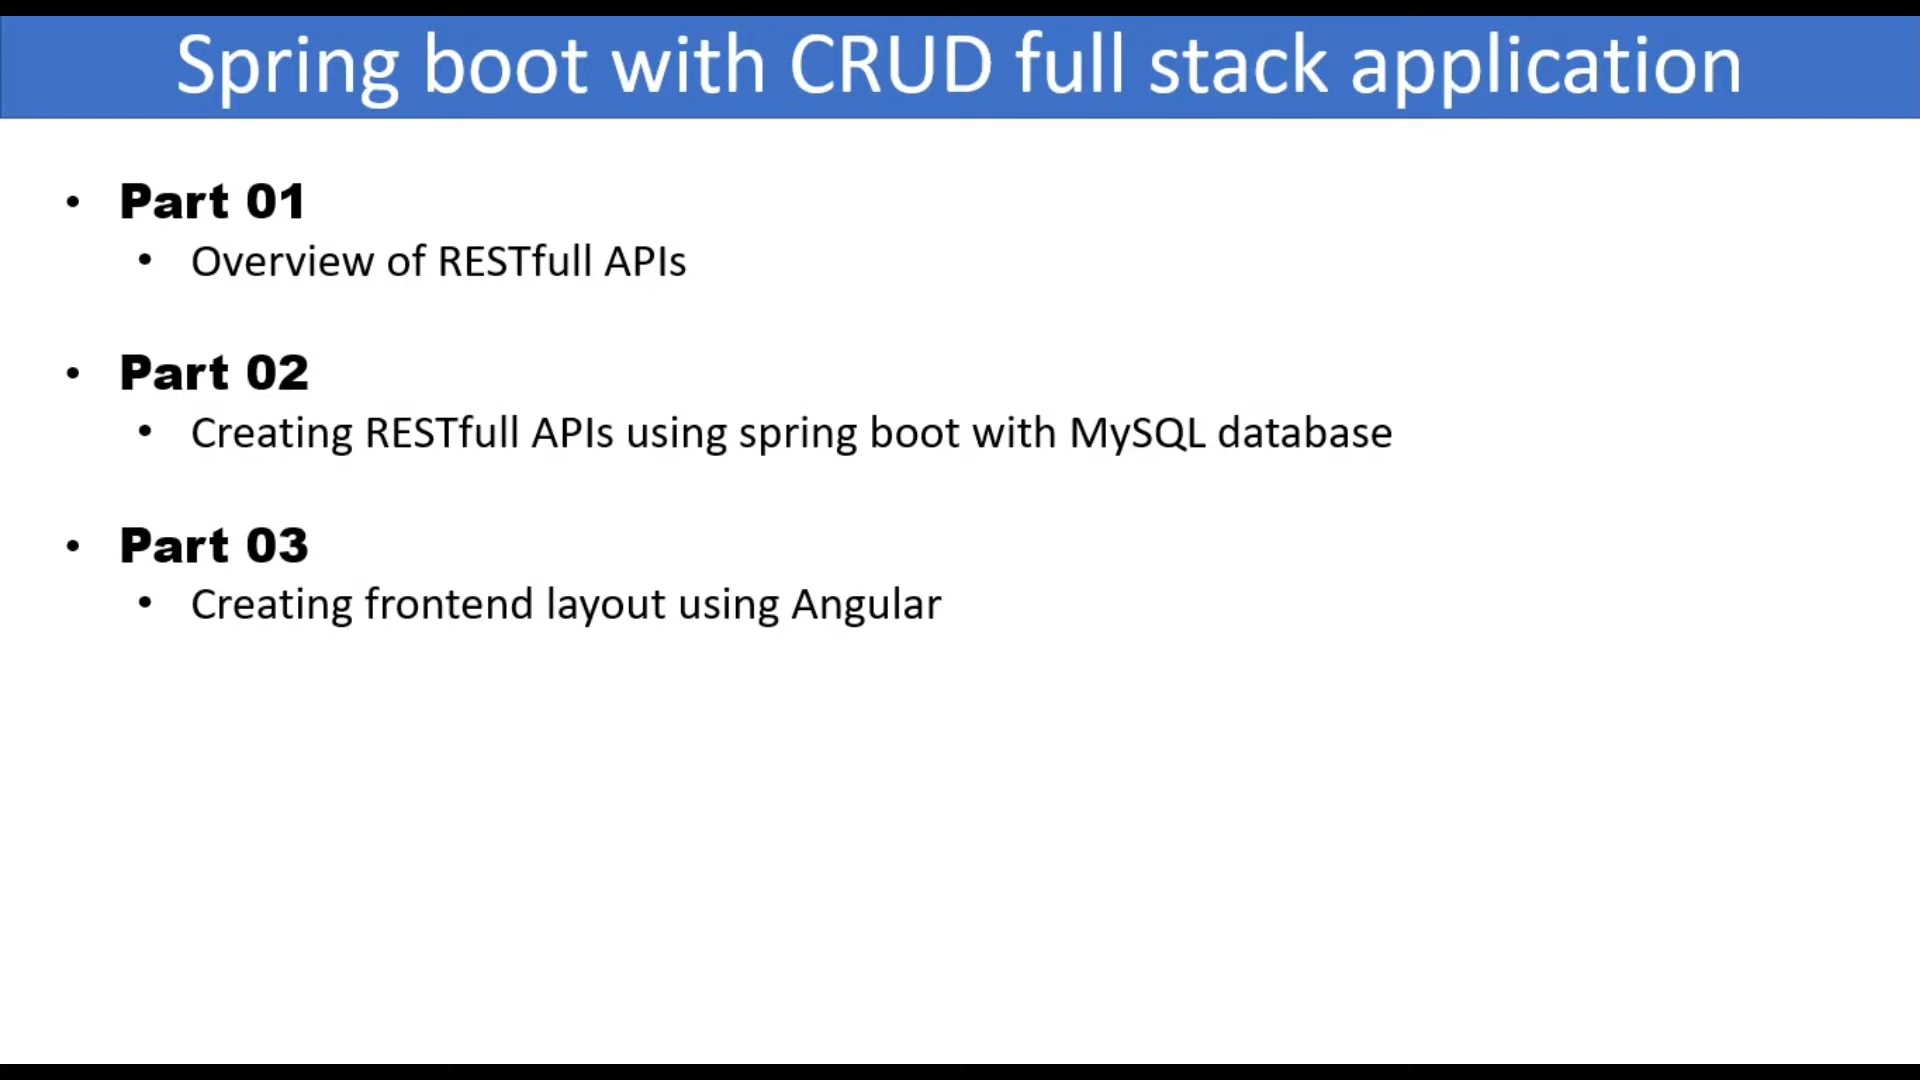 Spring boot with CRUD full stack application
• Part 01
• Overview of RESTfull APIs
• Part 02
• Creating RESTfull APIs using spring boot with MySQL database
• Part 03
• Creating frontend layout using Angular